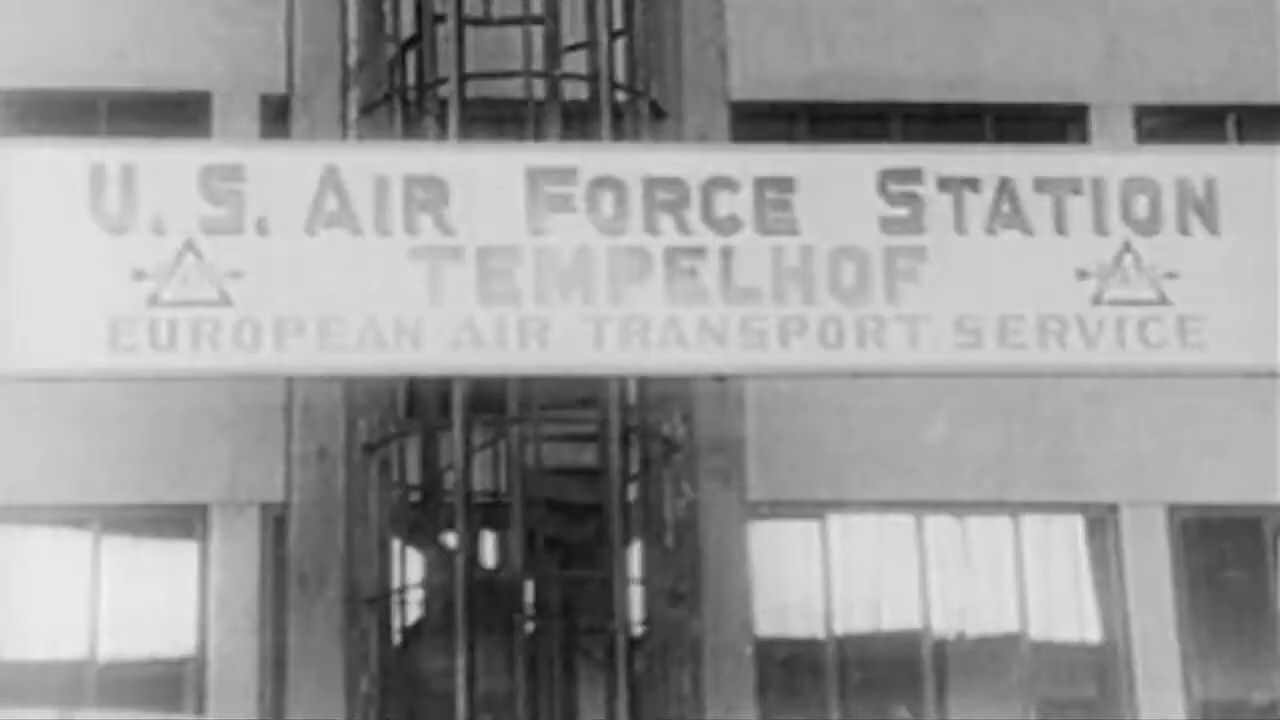 U.S. AIR FORCE STATION
TEMPELHOF
EUROPEAN AIR TRANSPORT SERVICE